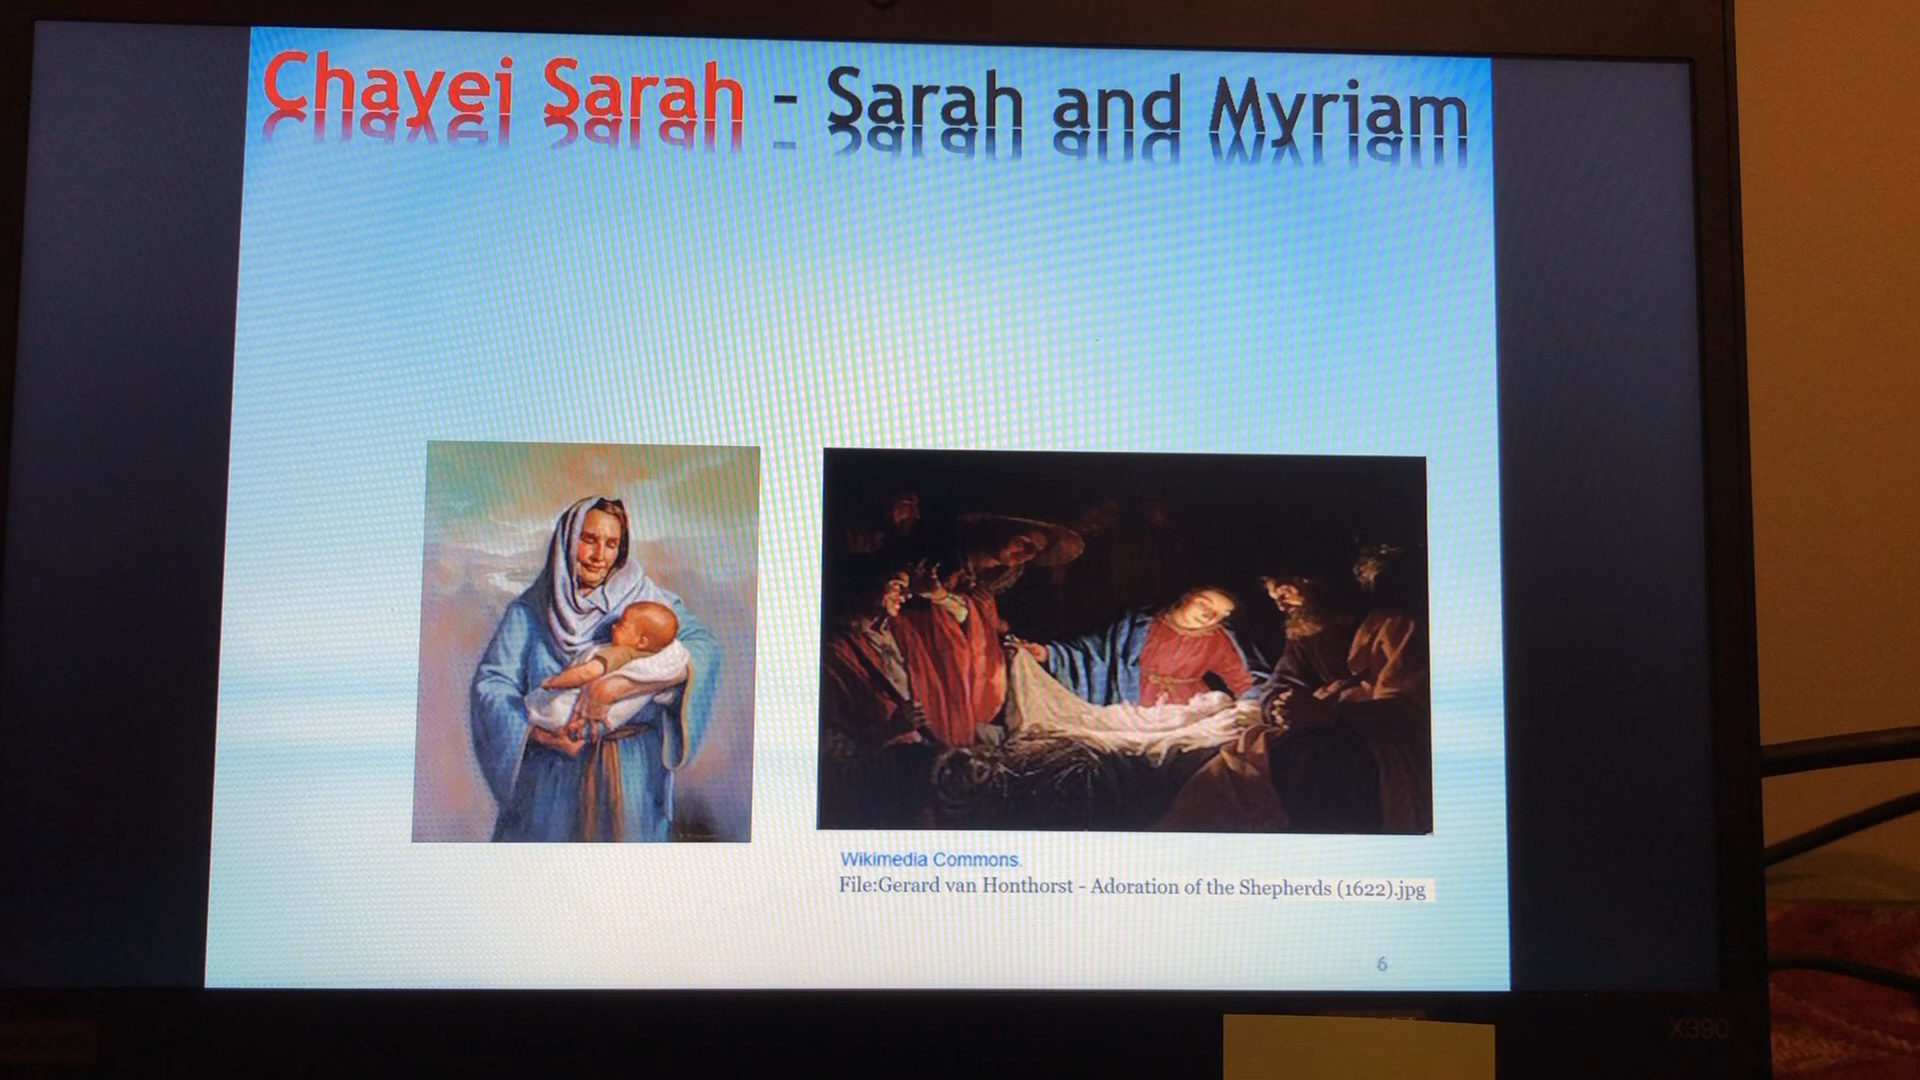 Chayei Sarah - Sarah and Myriam
Wikimedia Commons.
File:Gerard van Honthorst - Adoration of the Shepherds (1622).jpg
6
X390